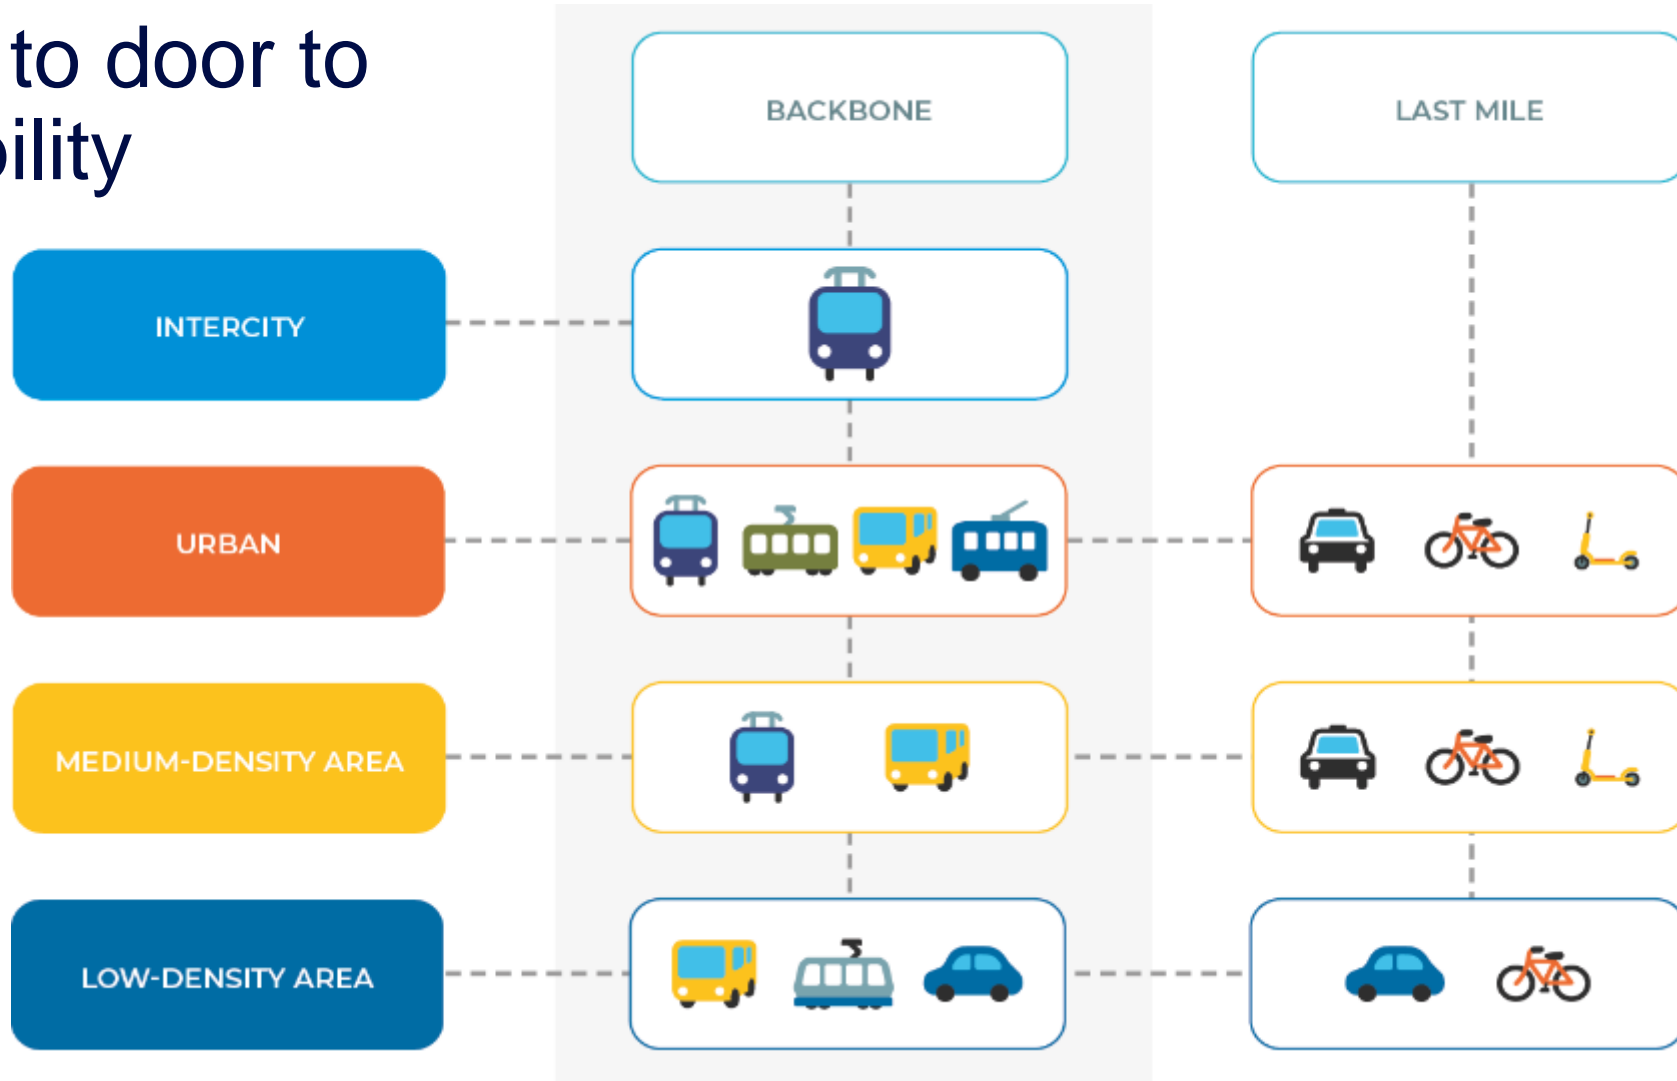 to door to
bility
BACKBONE
LAST MILE
INTERCITY
URBAN
MEDIUM-DENSITY AREA
LOW-DENSITY AREA